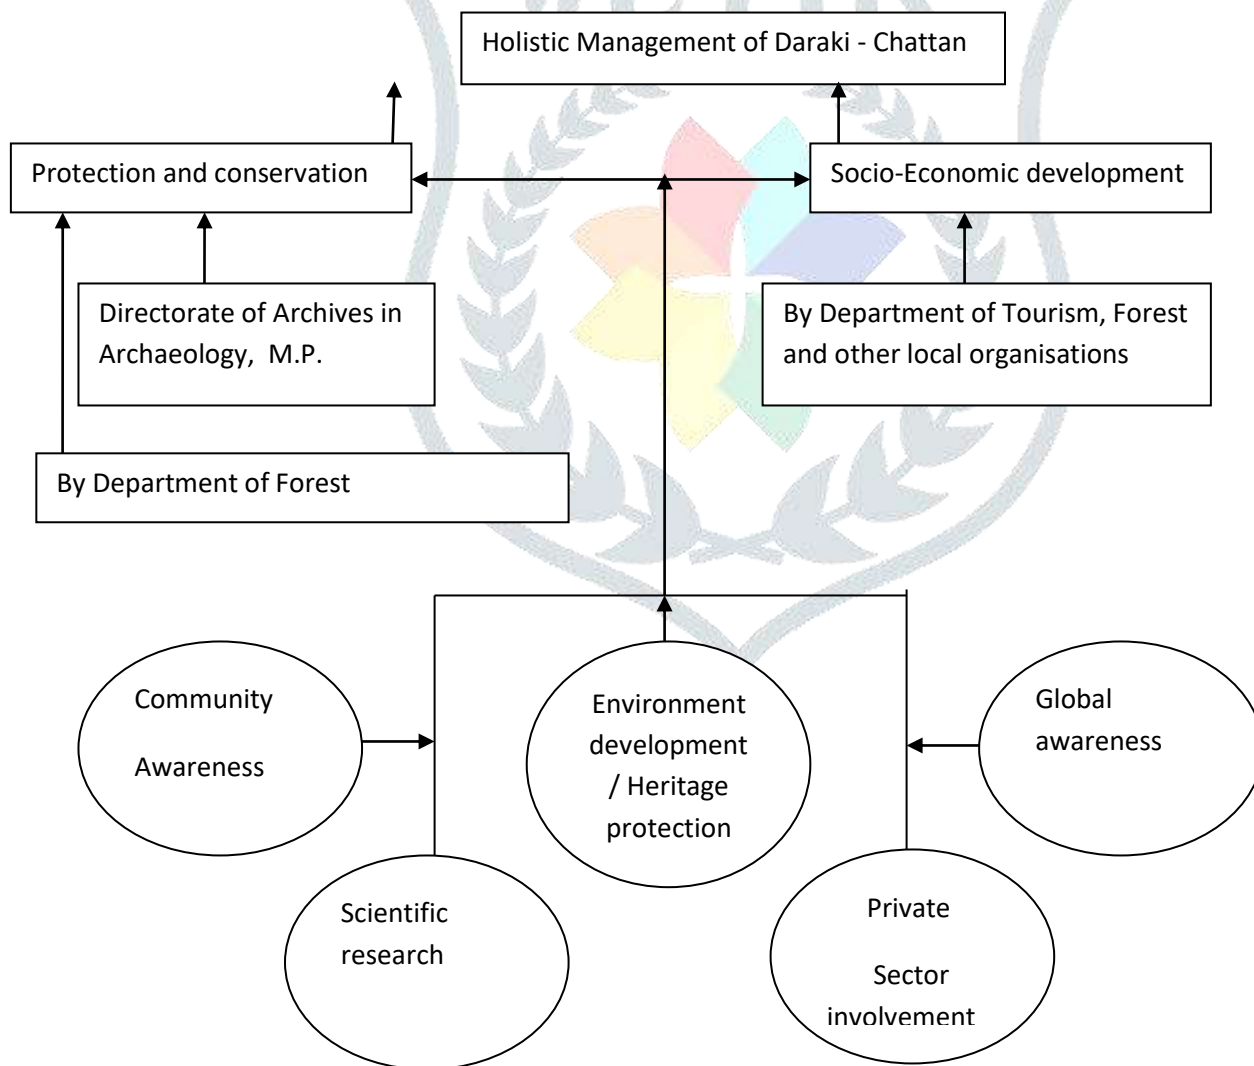 Holistic Management of Daraki - Chattan
Protection and conservation
Socio-Economic development
Directorate of Archives in
Archaeology, M.P.
By Department of Tourism, Forest
and other local organisations
By Department of Forest
Community
Awareness
Environment
development
/ Heritage
protection
Global
awareness
Scientific
research
Private
Sector
involvement